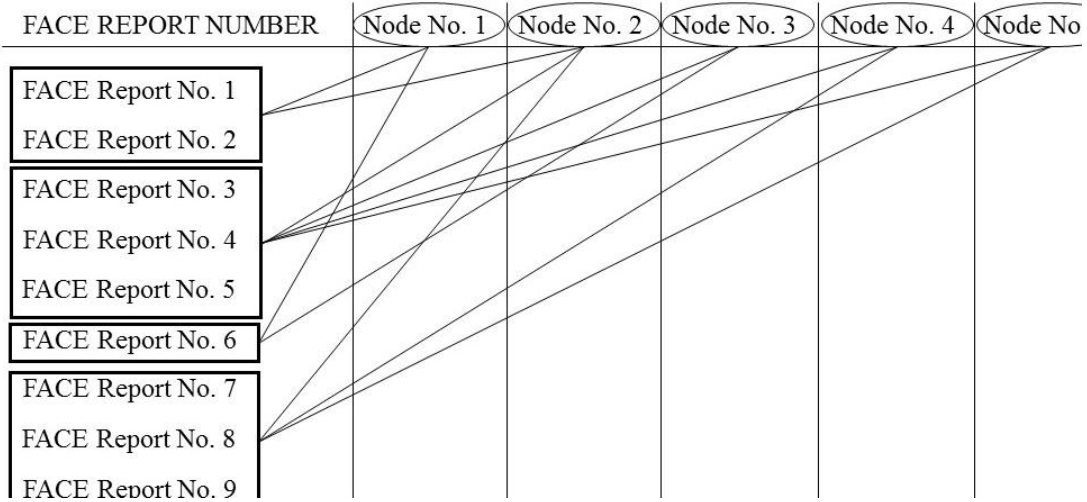 FACE REPORT NUMBER Node No. 1 Node No. 2 Node No. 3 Node No. 4 Node No
FACE Report No. 1
FACE Report No. 2
FACE Report No. 3
FACE Report No. 4
FACE Report No. 5
FACE Report No. 6
FACE Report No. 7
FACE Report No. 8
FACE Report No. 9